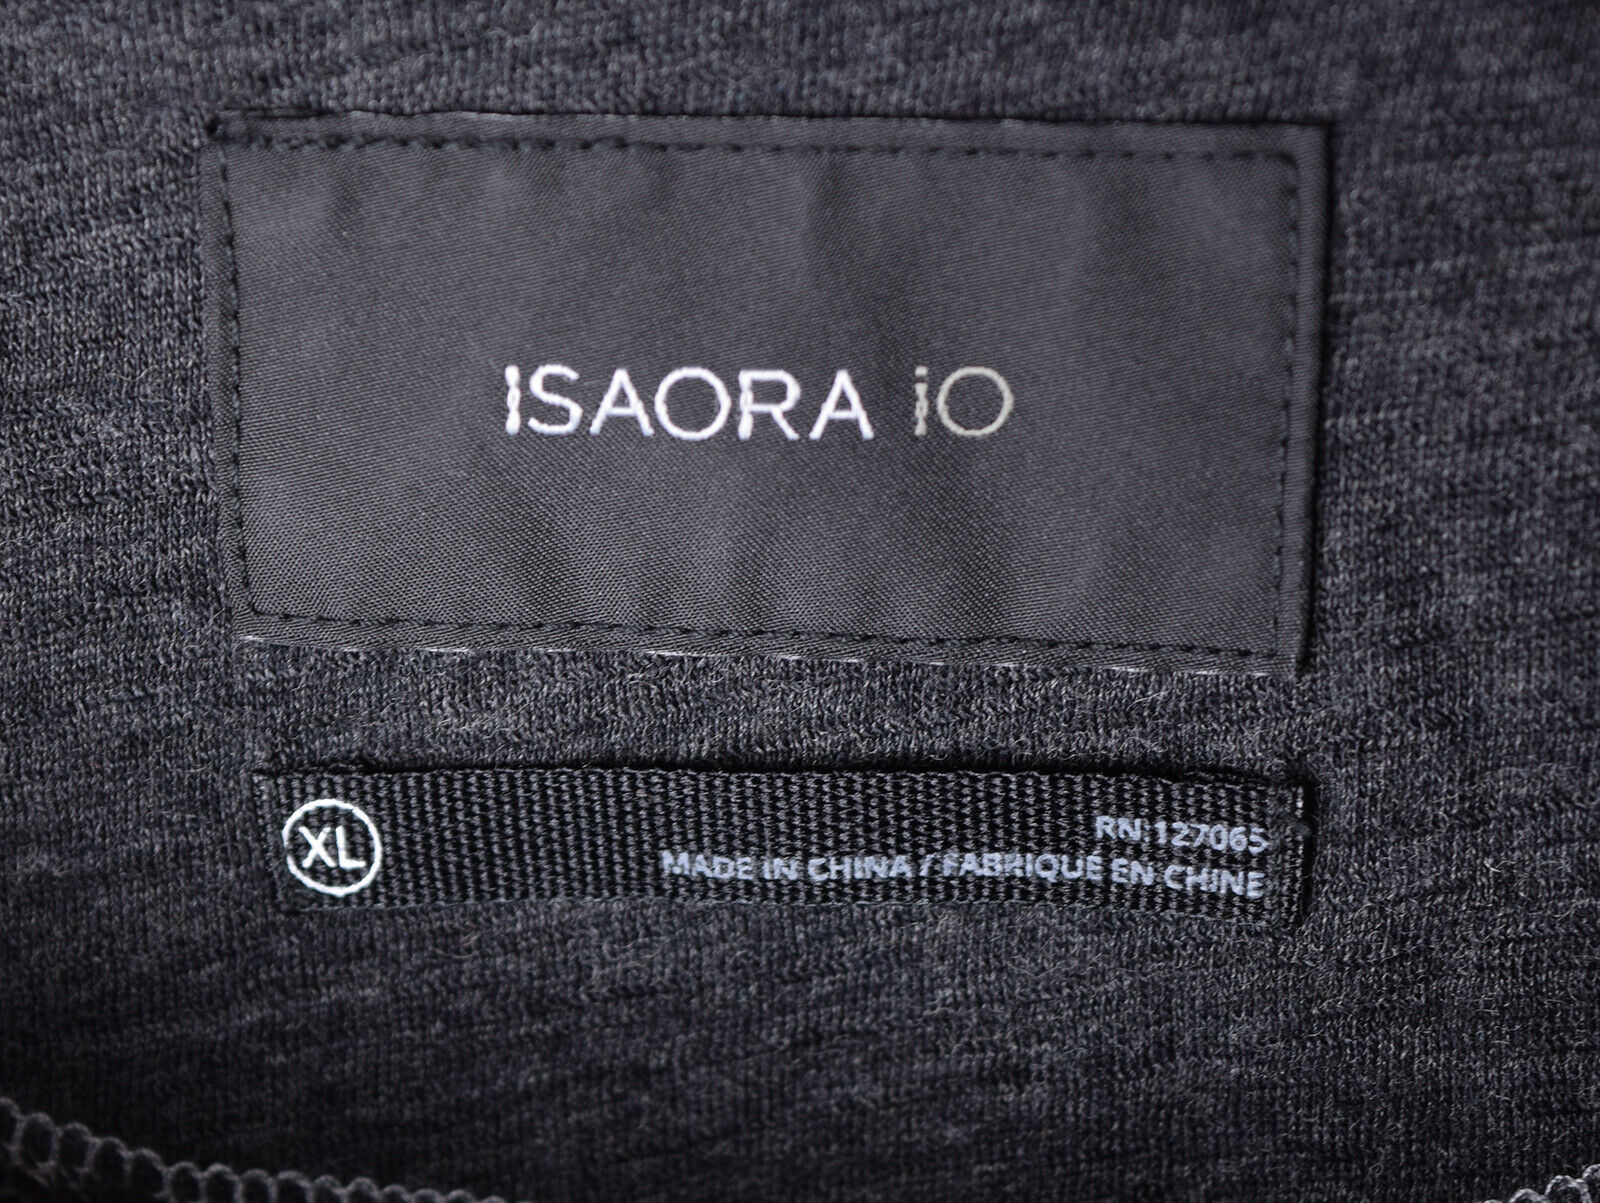 ISAORA iO
XL
RN:127065
MADE IN CHINA / FABRIQUÉ EN CHINE